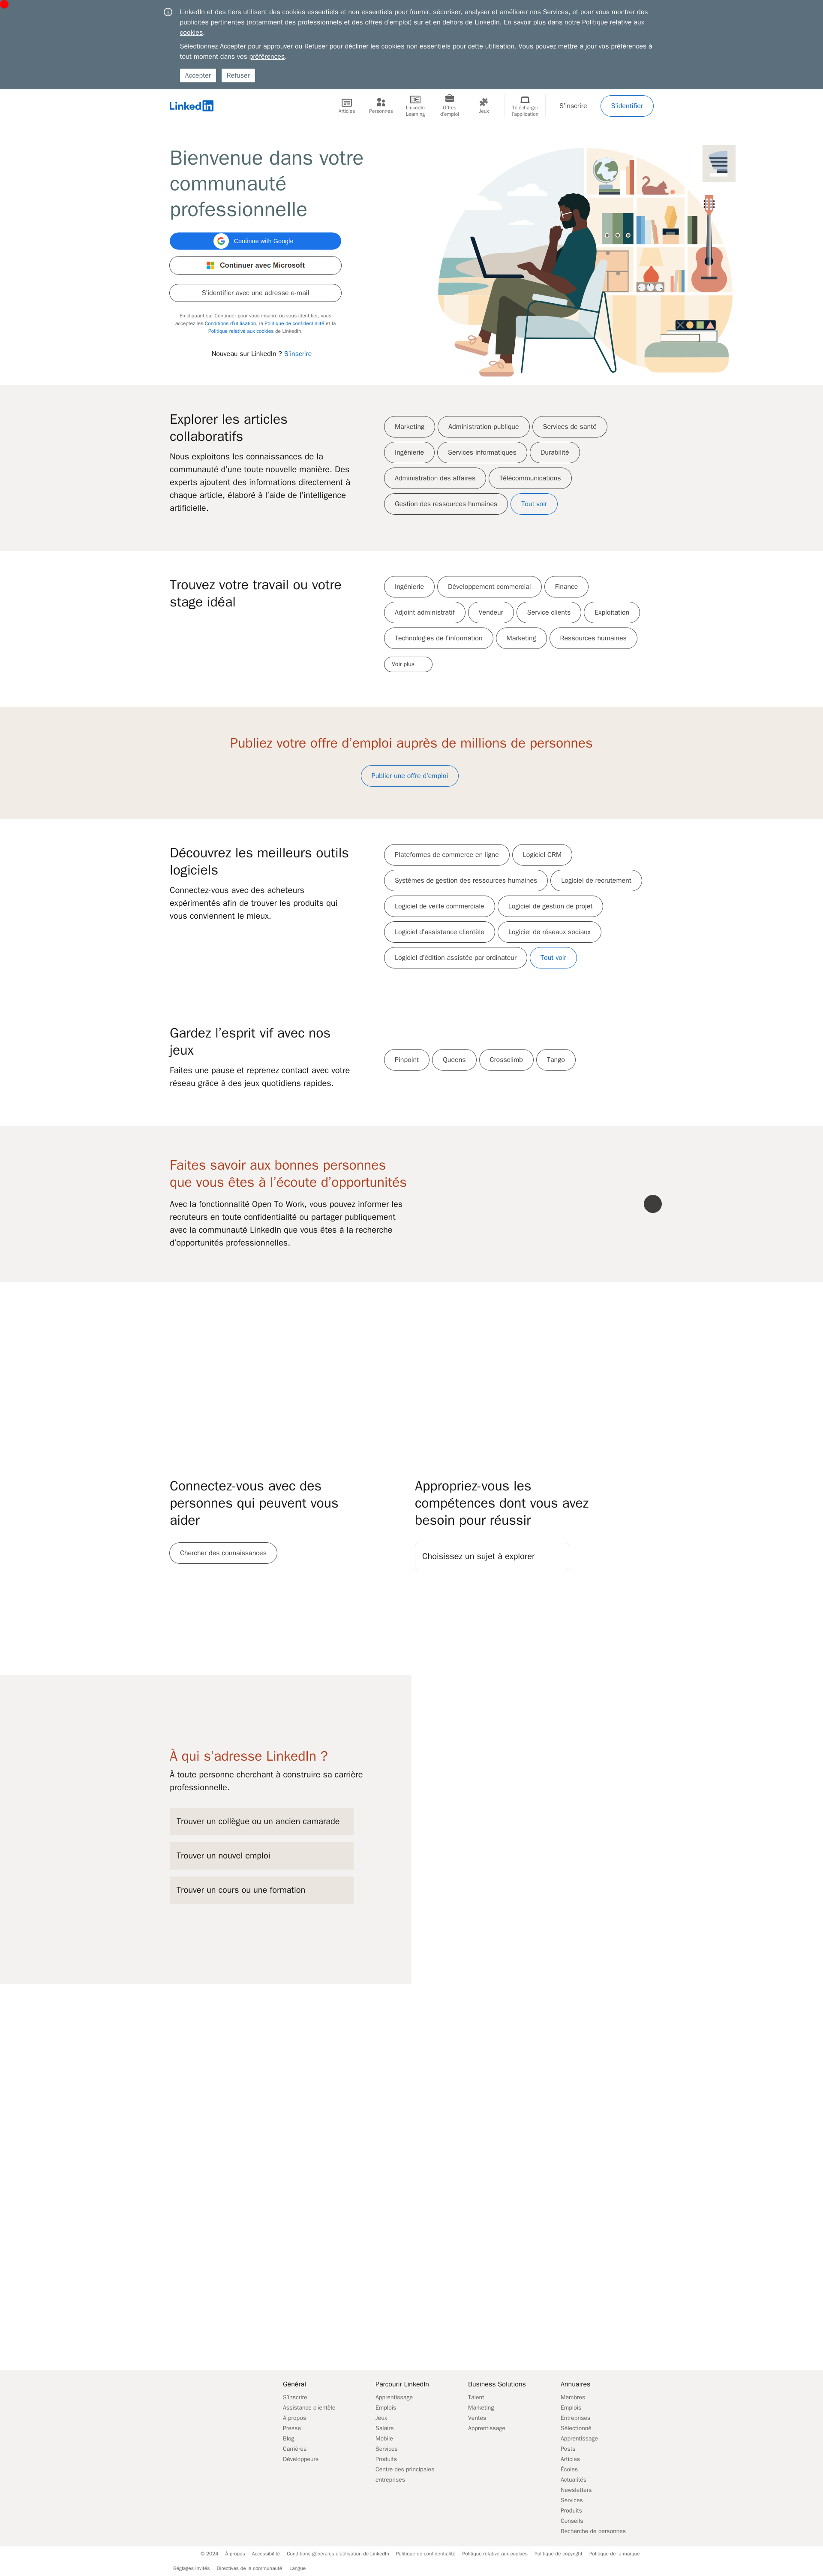 LinkedIn et des tiers utilisent des cookies essentiels et non essentiels pour fournir, sécuriser, analyser et améliorer nos Services, et pour vous montrer des
publicités pertinentes (notamment des professionnels et des offres d'emploi) sur et en dehors de LinkedIn. En savoir plus dans notre Politique relative aux
cookies.
Sélectionnez Accepter pour approuver ou Refuser pour décliner les cookies non essentiels pour cette utilisation. Vous pouvez mettre à jour vos préférences à
tout moment dans vos préférences.
Accepter
Refuser
LinkedIn
Articles
Personnes
LinkedIn
Learning
Offres
d'emploi
Jeux
Télécharger
l'application
S'inscrire
S'identifier
Bienvenue dans votre
communauté
professionnelle
Continue with Google
Continuer avec Microsoft
S'identifier avec une adresse e-mail
En cliquant sur Continuer pour vous inscrire ou vous identifier, vous
acceptez les Conditions d'utilisation, la Politique de confidentialité et la
Politique relative aux cookies de LinkedIn.
Nouveau sur LinkedIn ? S'inscrire
Explorer les articles
collaboratifs
Nous exploitons les connaissances de la
communauté d'une toute nouvelle manière. Des
experts ajoutent des informations directement à
chaque article, élaboré à l'aide de l'intelligence
artificielle.
Marketing
Administration publique
Services de santé
Ingénierie
Services informatiques
Durabilité
Administration des affaires
Télécommunications
Gestion des ressources humaines
Tout voir
Trouvez votre travail ou votre
stage idéal
Ingénierie
Développement commercial
Finance
Adjoint administratif
Vendeur
Service clients
Exploitation
Technologies de l'information
Marketing
Ressources humaines
Voir plus
Publiez votre offre d'emploi auprès de millions de personnes
Publier une offre d'emploi
Découvrez les meilleurs outils
logiciels
Connectez-vous avec des acheteurs
expérimentés afin de trouver les produits qui
vous conviennent le mieux.
Plateformes de commerce en ligne
Logiciel CRM
Systèmes de gestion des ressources humaines
Logiciel de recrutement
Logiciel de veille commerciale
Logiciel de gestion de projet
Logiciel d'assistance clientèle
Logiciel de réseaux sociaux
Logiciel d'édition assistée par ordinateur
Tout voir
Gardez l'esprit vif avec nos
jeux
Faites une pause et reprenez contact avec votre
réseau grâce à des jeux quotidiens rapides.
Pinpoint
Queens
Crossclimb
Tango
Faites savoir aux bonnes personnes
que vous êtes à l'écoute d'opportunités
Avec la fonctionnalité Open To Work, vous pouvez informer les
recruteurs en toute confidentialité ou partager publiquement
avec la communauté LinkedIn que vous êtes à la recherche
d'opportunités professionnelles.
Connectez-vous avec des
personnes qui peuvent vous
aider
Chercher des connaissances
Appropriez-vous les
compétences dont vous avez
besoin pour réussir
Choisissez un sujet à explorer
À qui s'adresse LinkedIn ?
À toute personne cherchant à construire sa carrière
professionnelle.
Trouver un collègue ou un ancien camarade
Trouver un nouvel emploi
Trouver un cours ou une formation
Général
S'inscrire
Assistance clientèle
À propos
Presse
Blog
Carrières
Développeurs
Parcourir LinkedIn
Apprentissage
Emplois
Jeux
Salaire
Mobile
Services
Produits
Centre des principales
entreprises
Business Solutions
Talent
Marketing
Ventes
Apprentissage
Annuaires
Membres
Emplois
Entreprises
Sélectionné
Apprentissage
Posts
Articles
Écoles
Actualités
Newsletters
Services
Produits
Conseils
Recherche de personnes
© 2024
À propos
Accessibilité
Conditions générales d'utilisation de LinkedIn
Politique de confidentialité
Politique relative aux cookies
Politique de copyright
Politique de la marque
Réglages invités
Directives de la communauté
Langue